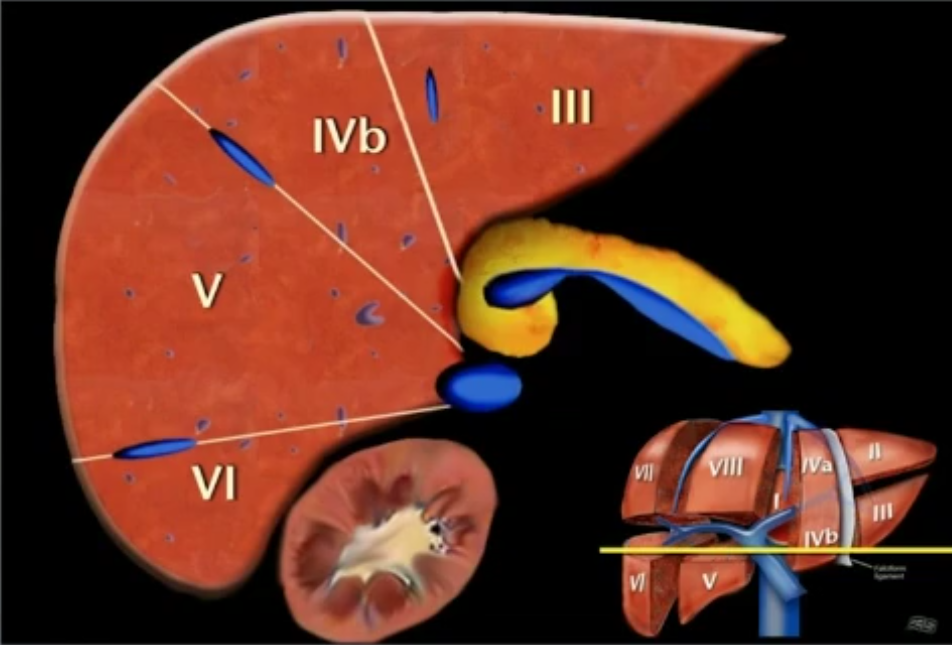 III
IVb
V
VI
VII
VIII
IVa
II
I
III
IVb
VI
V
Falciform
ligament